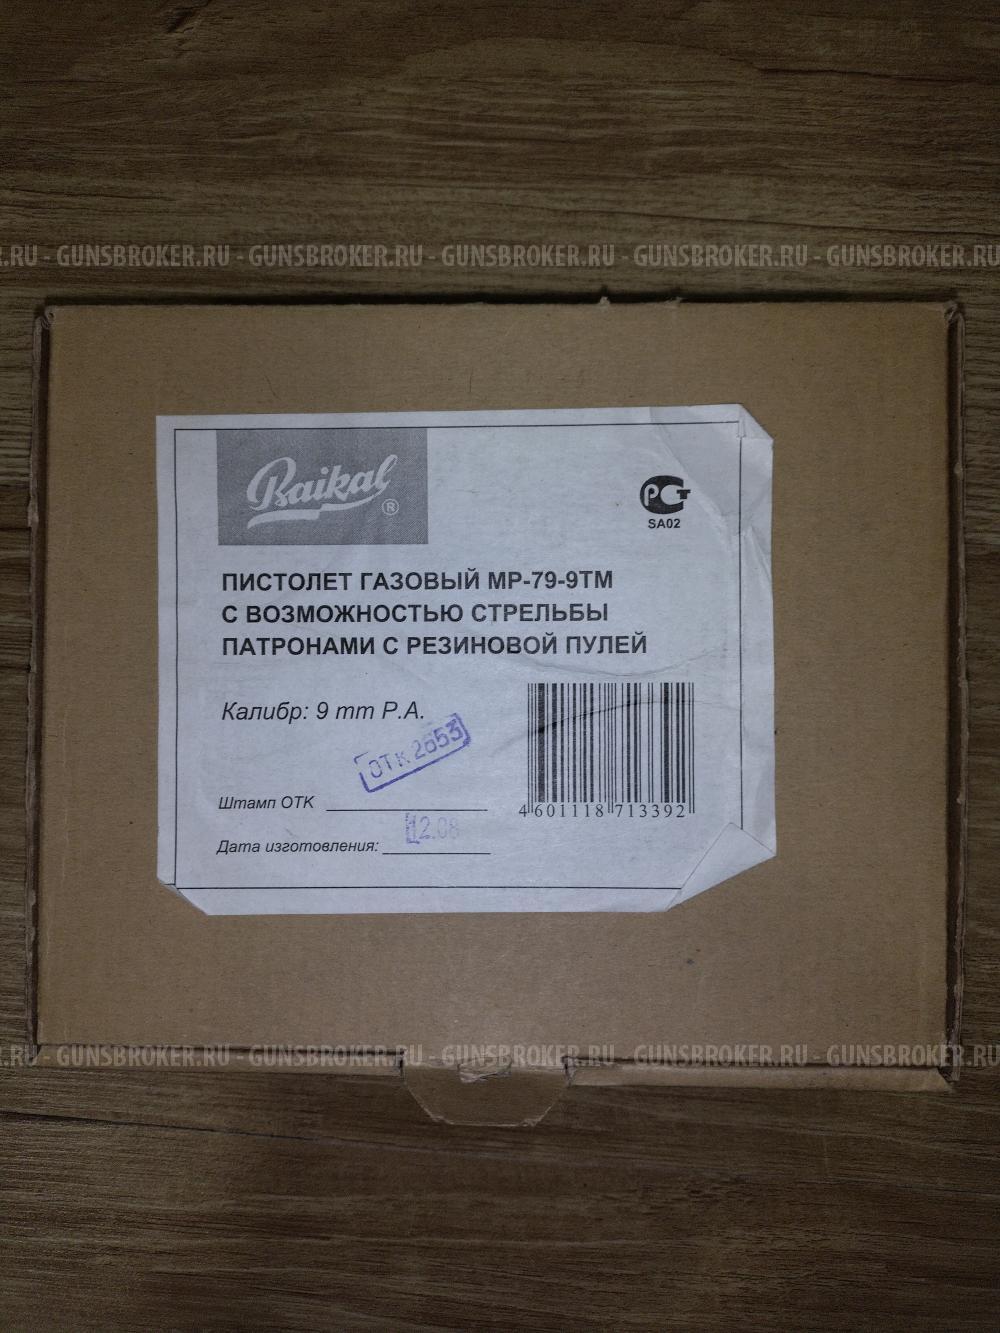 .RU - GUNSBROKER.RU - GUNSBROKER.RU - GUNSBROKER.RU - GUNSBROKER.RU - GUNSBROKER.RU
Baikal ®
РСТ
SA02
ПИСТОЛЕТ ГАЗОВЫЙ МР-79-9ТМ
С ВОЗМОЖНОСТЬЮ СТРЕЛЬБЫ
ПАТРОНАМИ С РЕЗИНОВОЙ ПУЛЕЙ
Калибр: 9 mm P.A.
ОТК 2653
Штамп ОТК
4 601118 713392
12.08
Дата изготовления:
.RU - GUNSBROKER.RU - GUNSBROKER.RU - GUNSBROKER.RU - GUNSBROKER.RU - GUNSBROKER.RU